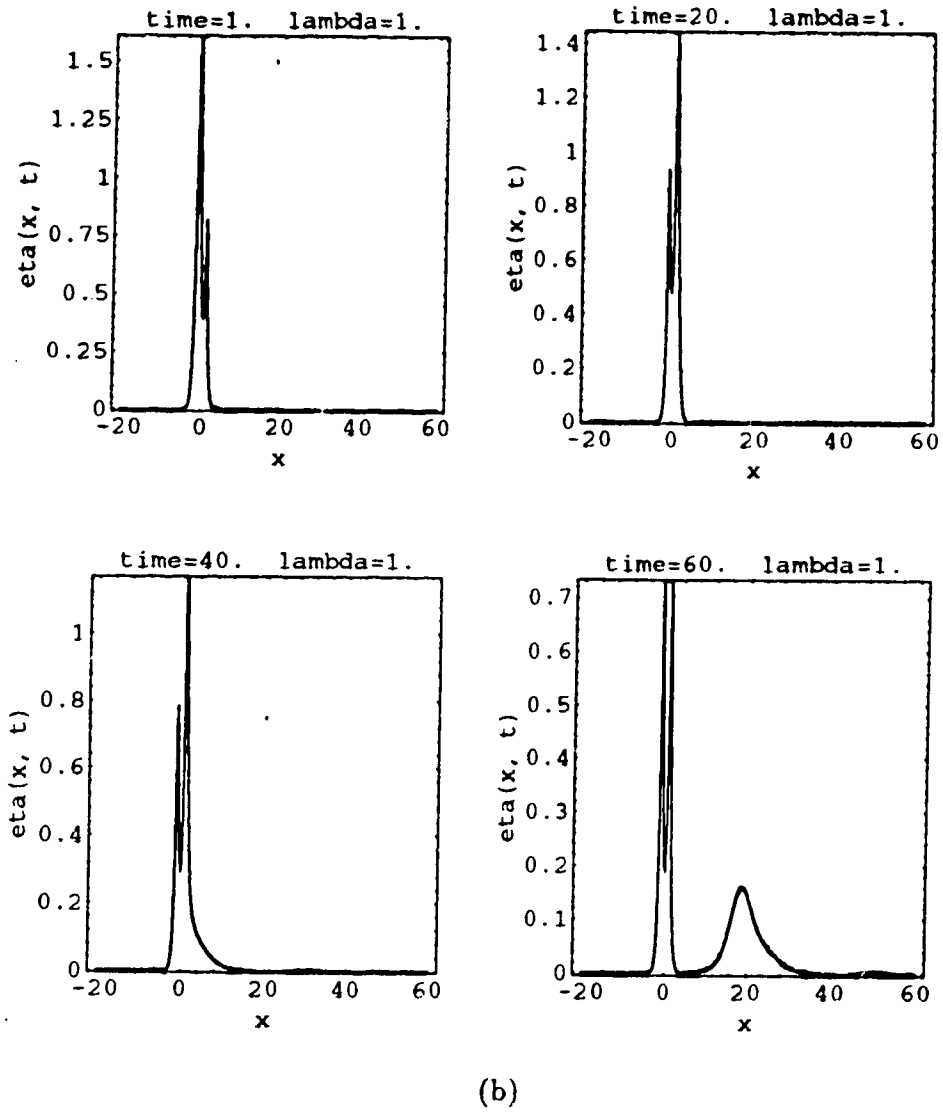 time=1. lambda=1.
1.5
1.25
1
0.75
0.5
0.25
0
eta(x, t)
-20 0 20 40 60
x
time=20. lambda=1.
1.4
1.2
1
0.8
0.6
0.4
0.2
0
eta(x, t)
-20 0 20 40 60
x
time=40. lambda=1.
1
0.8
0.6
0.4
0.2
0
eta(x, t)
-20 0 20 40 60
x
time=60. lambda=1.
0.7
0.6
0.5
0.4
0.3
0.2
0.1
0
eta(x, t)
-20 0 20 40 60
x
(b)